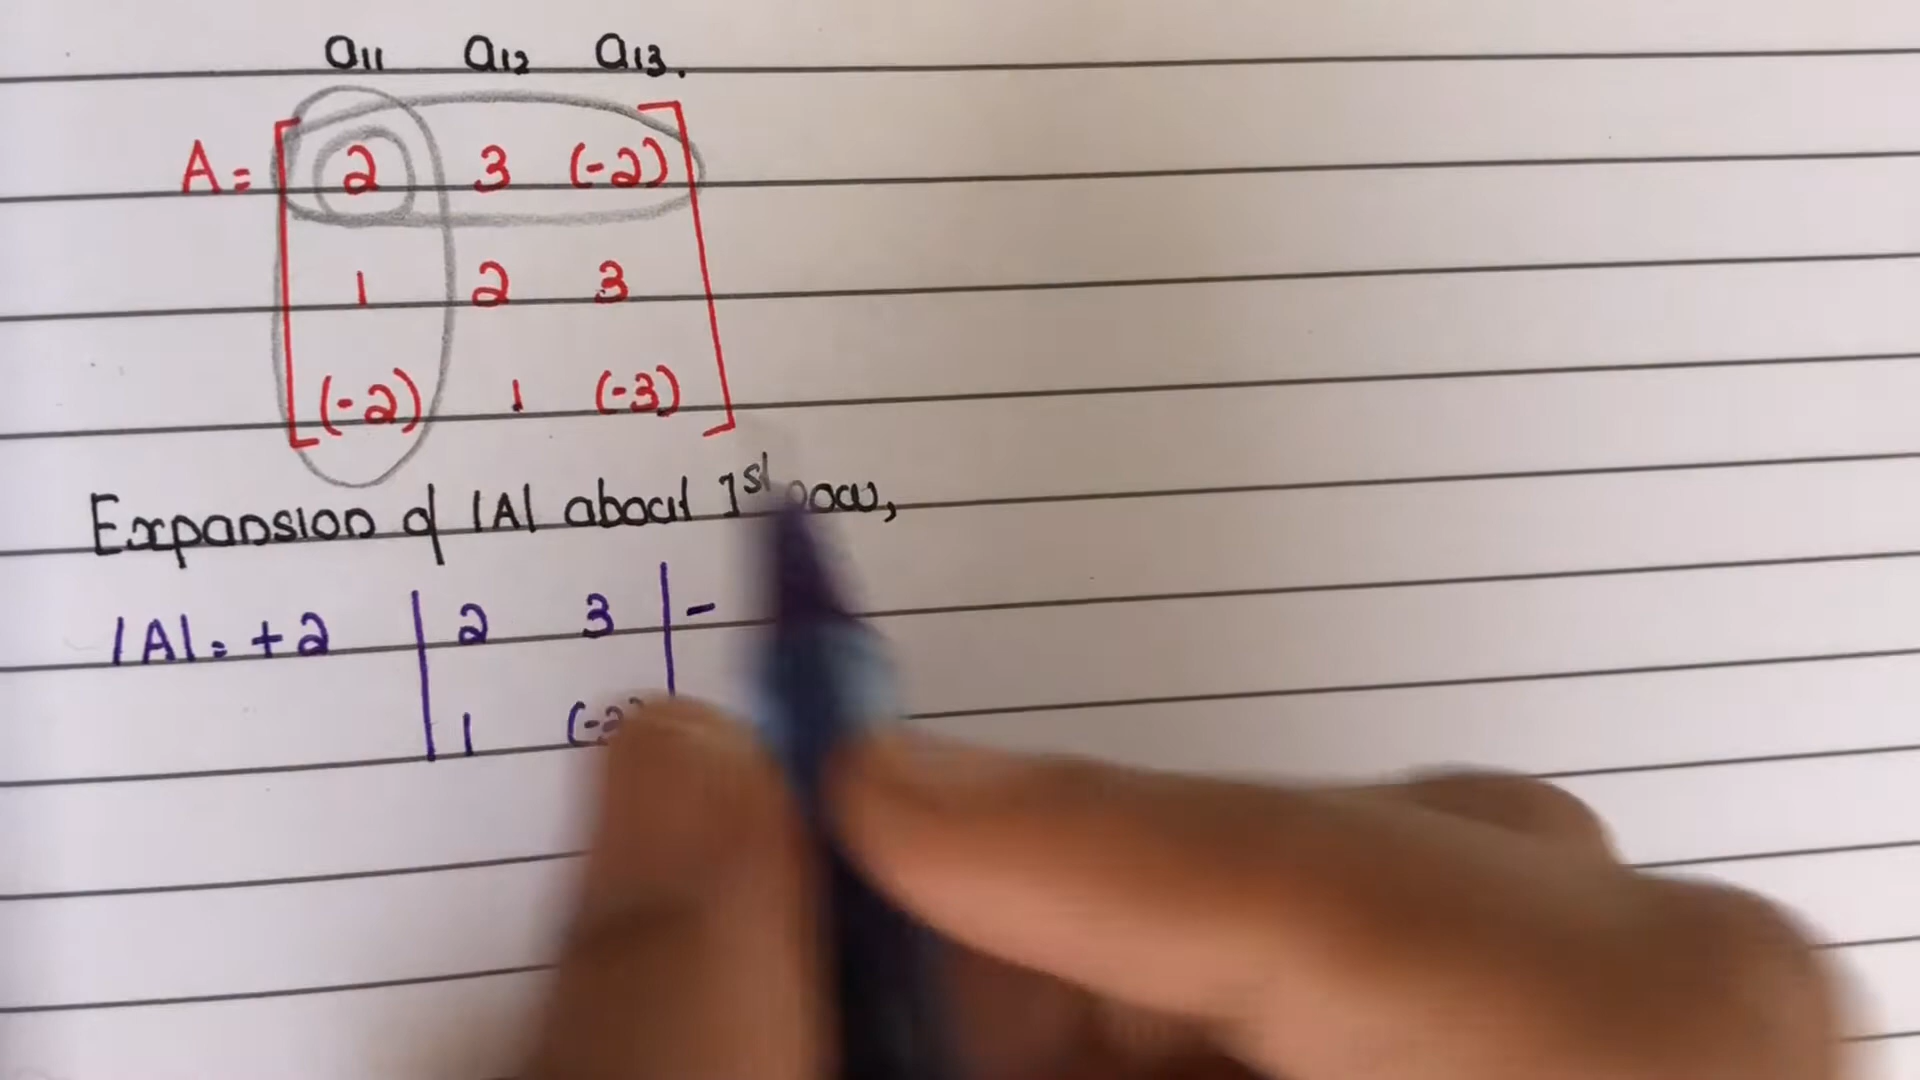 a11 a12 a13.
A= [ 2 3 (-2)
1 2 3
(-2) 1 (-3) ]
Expansion of |A| about 1st row,
|A|= +2 | 2 3 | -
1